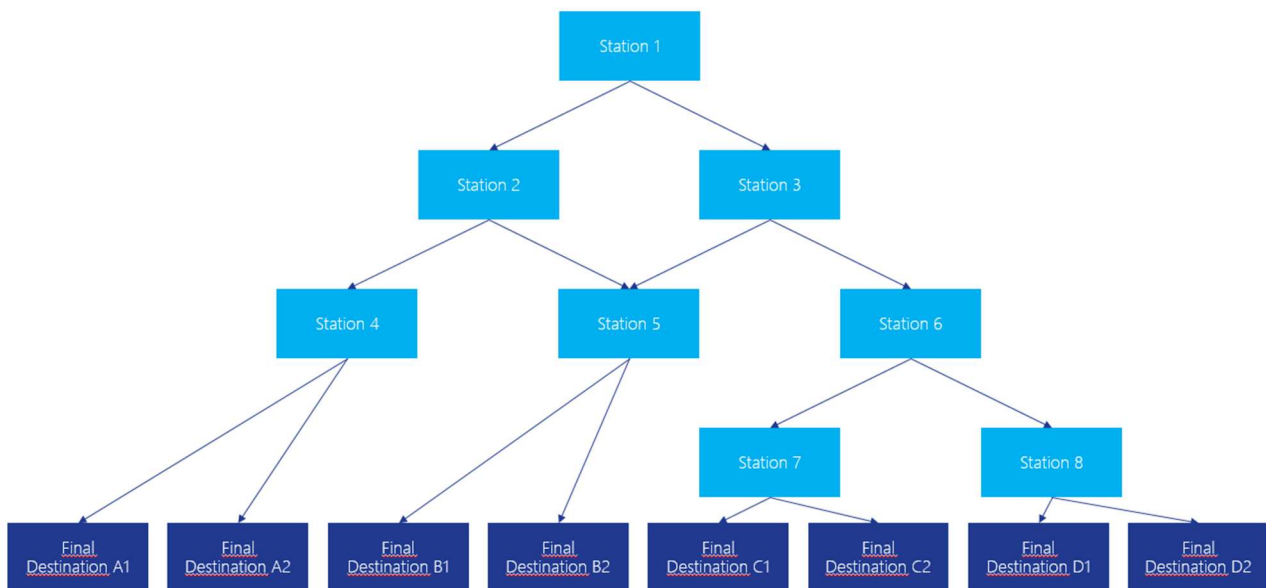 Station 1
Station 2
Station 3
Station 4
Station 5
Station 6
Station 7
Station 8
Final
Destination A1
Final
Destination A2
Final
Destination B1
Final
Destination B2
Final
Destination C1
Final
Destination C2
Final
Destination D1
Final
Destination D2